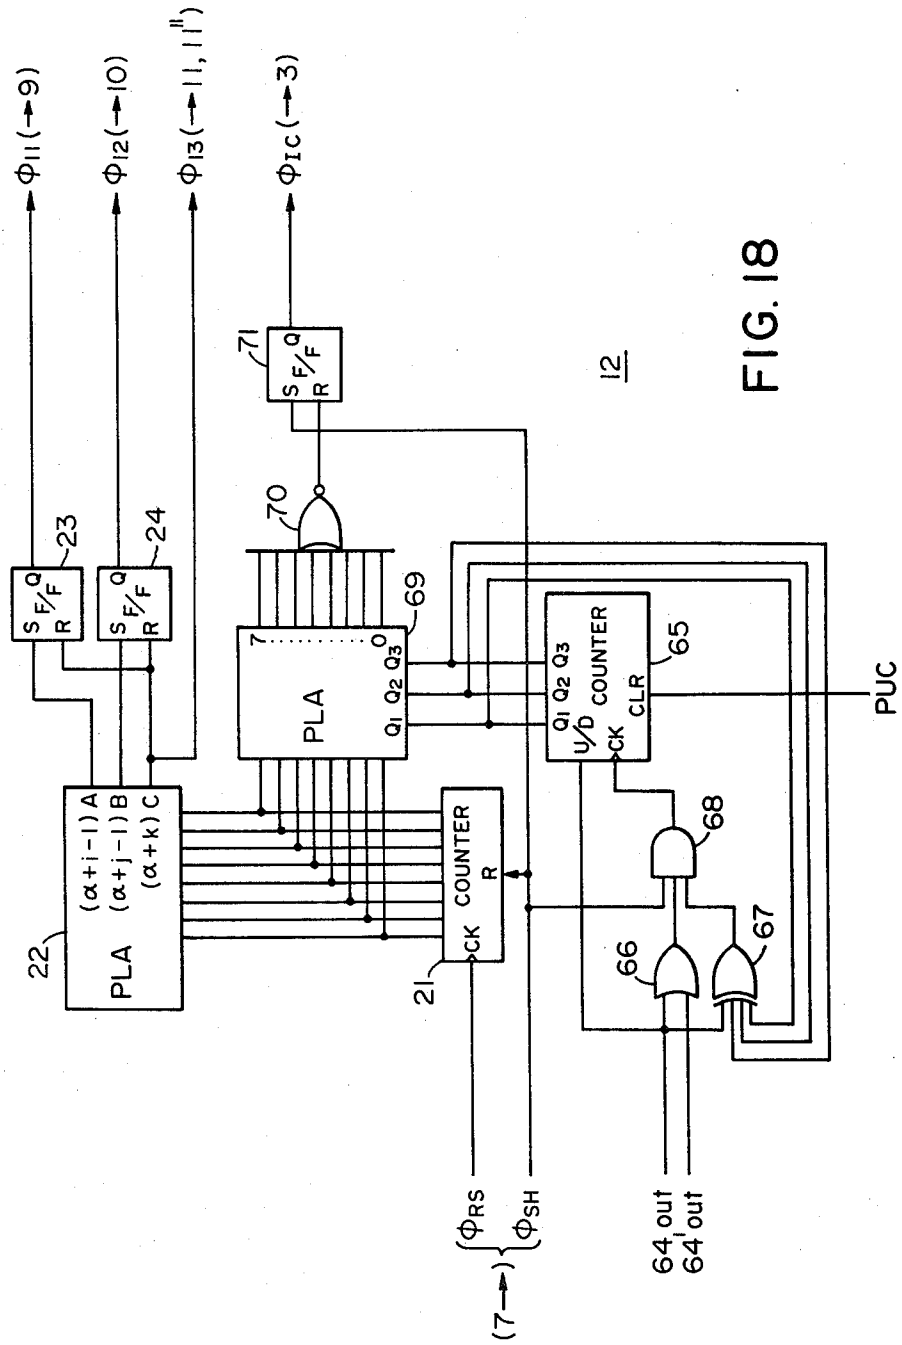 Φ11(→9)
Φ12(→10)
Φ13(→11, 11")
ΦIC(→3)
FIG. 18
12
71
S Q
F/F
R
70
23
S Q
F/F
R
24
S Q
F/F
R
22
PLA
(α+i-1) A
(α+j-1) B
(α+k) C
69
PLA
7..........0
Q1 Q2 Q3
65
COUNTER
Q1 Q2 Q3
U/D
CK
CLR
PUC
21
COUNTER
CK
R
66
67
68
(7→)
ΦRS
ΦSH
64 out
64' out